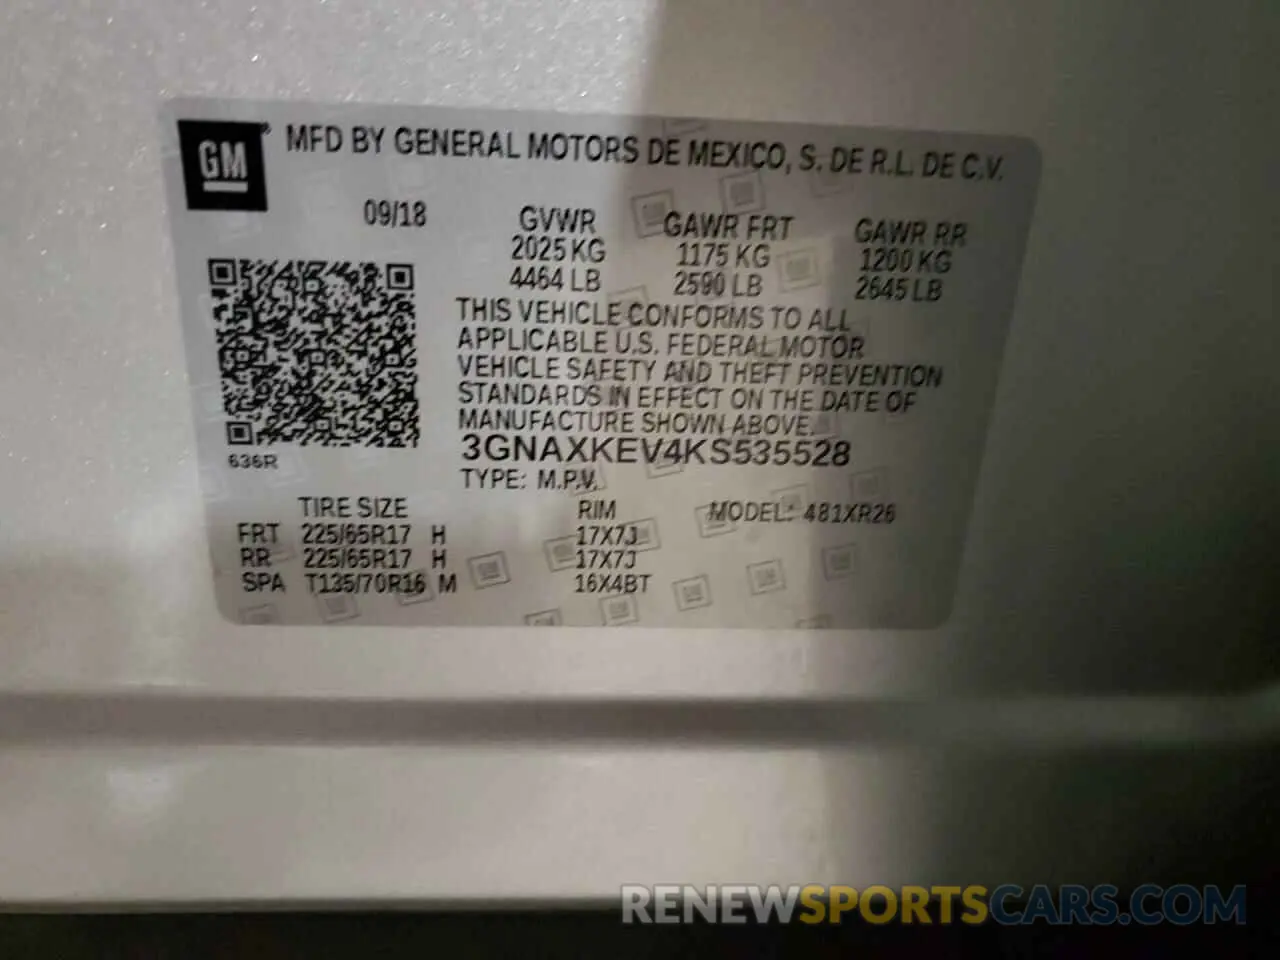 GM
MFD BY GENERAL MOTORS DE MEXICO, S. DE R.L. DE C.V.
09/18 GVWR GAWR FRT GAWR RR
2025 KG 1175 KG 1200 KG
4464 LB 2590 LB 2645 LB
THIS VEHICLE CONFORMS TO ALL
APPLICABLE U.S. FEDERAL MOTOR
VEHICLE SAFETY AND THEFT PREVENTION
STANDARDS IN EFFECT ON THE DATE OF
MANUFACTURE SHOWN ABOVE.
3GNAXKEV4KS535528
636R
TYPE: M.P.V.
TIRE SIZE RIM MODEL: 481XR26
FRT 225/65R17 H 17X7J
RR 225/65R17 H 17X7J
SPA T135/70R16 M 16X4BT
RENEWSPORTSCARS.COM